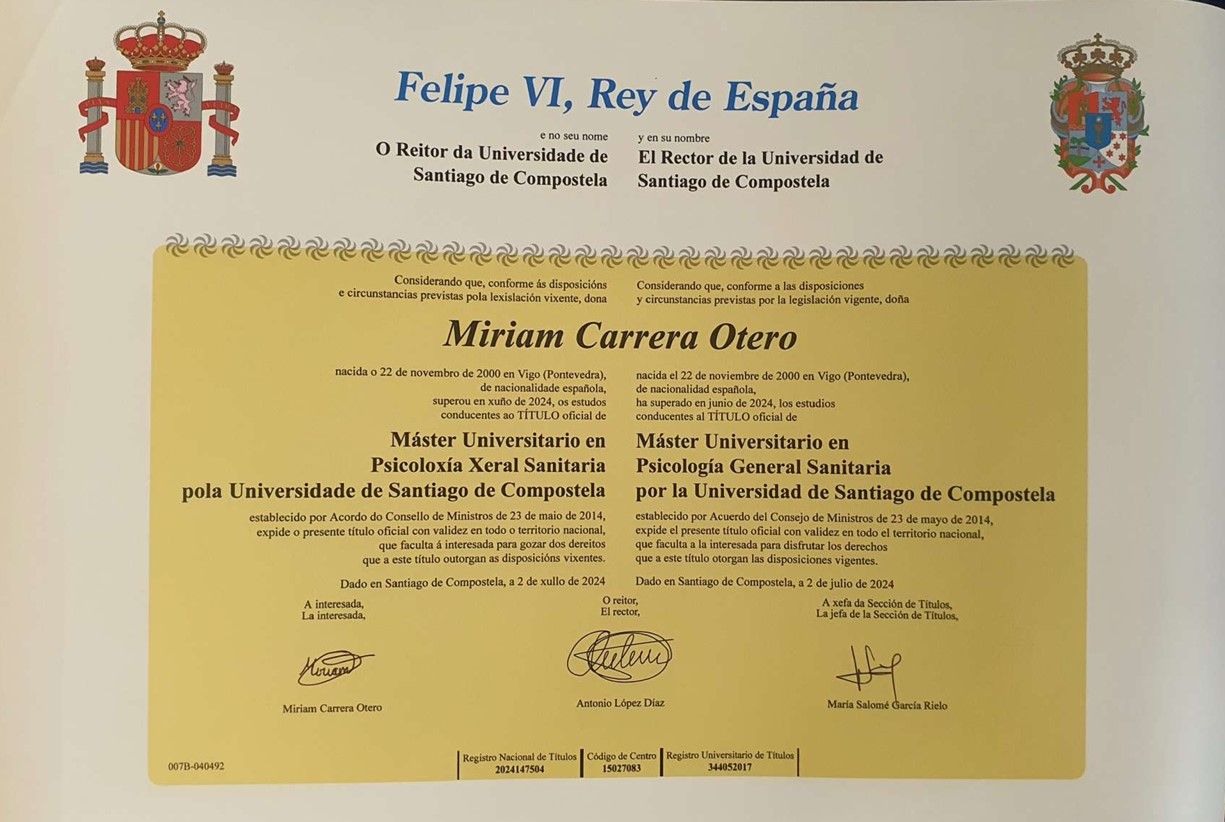 Felipe VI, Rey de España
e no seu nome
O Reitor da Universidade de
Santiago de Compostela
y en su nombre
El Rector de la Universidad de
Santiago de Compostela
Considerando que, conforme ás disposicións
e circunstancias previstas pola lexislación vixente, dona
Considerando que, conforme a las disposiciones
y circunstancias previstas por la legislación vigente, doña
Miriam Carrera Otero
nacida o 22 de novembro de 2000 en Vigo (Pontevedra),
de nacionalidade española,
superou en xuño de 2024, os estudos
conducentes ao TÍTULO oficial de
Máster Universitario en
Psicoloxía Xeral Sanitaria
pola Universidade de Santiago de Compostela
establecido por Acordo do Consello de Ministros de 23 de maio de 2014,
expide o presente título oficial con validez en todo o territorio nacional,
que faculta á interesada para gozar dos dereitos
que a este título outorgan as disposicións vixentes.
Dado en Santiago de Compostela, a 2 de xullo de 2024
nacida el 22 de noviembre de 2000 en Vigo (Pontevedra),
de nacionalidad española,
ha superado en junio de 2024, los estudios
conducentes al TÍTULO oficial de
Máster Universitario en
Psicología General Sanitaria
por la Universidad de Santiago de Compostela
establecido por Acuerdo del Consejo de Ministros de 23 de mayo de 2014,
expide el presente título oficial con validez en todo el territorio nacional,
que faculta a la interesada para disfrutar los derechos
que a este título otorgan las disposiciones vigentes.
Dado en Santiago de Compostela, a 2 de julio de 2024
A interesada,
La interesada,
Miriam
Miriam Carrera Otero
O reitor,
El rector,
Antonio López Díaz
A xefa da Sección de Títulos,
La jefa de la Sección de Títulos,
María Salomé García Rielo
007B-040492
Registro Nacional de Títulos
2024147504
Código de Centro
15027083
Registro Universitario de Títulos
344052017